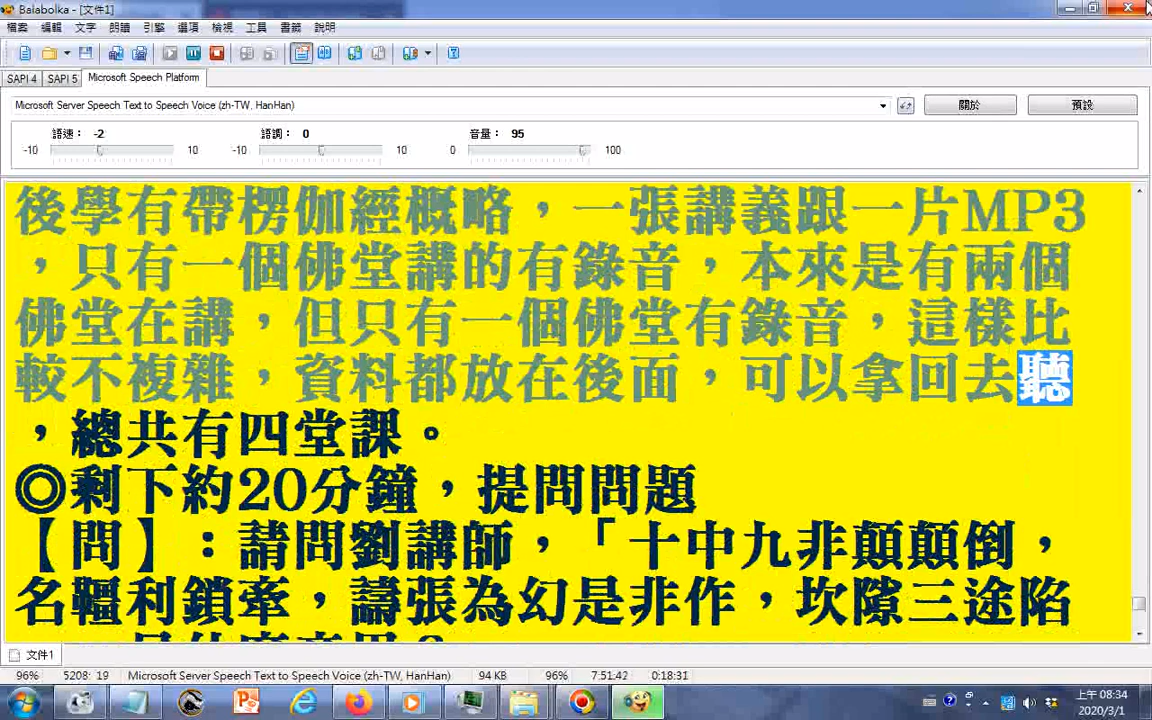 Balabolka - [文件1]
檔案 編輯 文字 朗讀 引擎 選項 檢視 工具 書籤 說明
SAPI 4 SAPI 5 Microsoft Speech Platform
Microsoft Server Speech Text to Speech Voice (zh-TW, HanHan) 關於 預設
語速： -2 語調： 0 音量： 95
-10 10 -10 10 0 100
後學有帶楞伽經概略，一張講義跟一片MP3
，只有一個佛堂講的有錄音，本來是有兩個
佛堂在講，但只有一個佛堂有錄音，這樣比
較不複雜，資料都放在後面，可以拿回去聽
，總共有四堂課。
◎剩下約20分鐘，提問問題
【問】：請問劉講師，「十中九非顛顛倒，
名韁利鎖牽，譸張為幻是非作，坎隙三途陷
文件1
96% 5208: 19 Microsoft Server Speech Text to Speech Voice (zh-TW, HanHan) 94 KB 96% 7:51:42 0:18:31
上午 08:34
2020/3/1